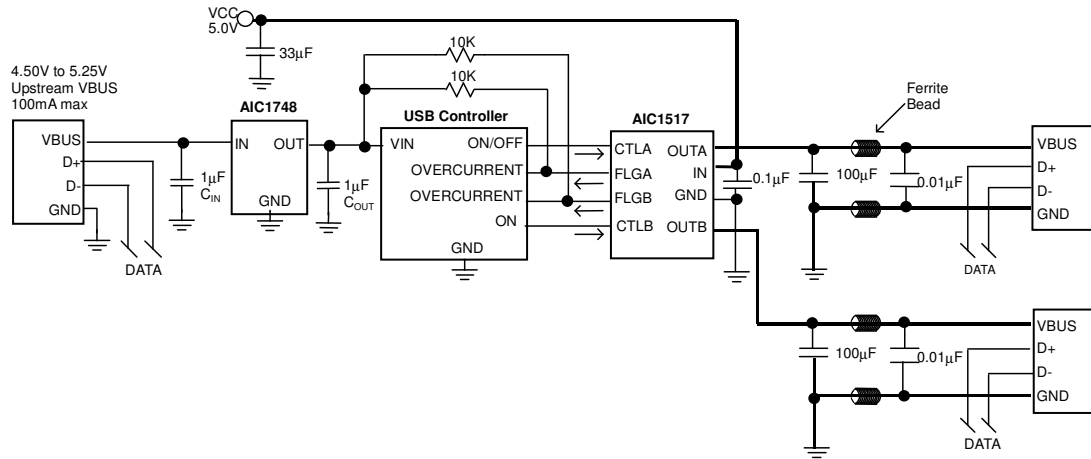 VCC
5.0V
33µF
10K
10K
4.50V to 5.25V
Upstream VBUS
100mA max
VBUS
D+
D-
GND
DATA
1µF
CIN
AIC1748
IN
OUT
GND
1µF
COUT
USB Controller
VIN
ON/OFF
OVERCURRENT
OVERCURRENT
ON
GND
AIC1517
CTLA
FLGA
FLGB
CTLB
OUTA
IN
GND
OUTB
0.1µF
Ferrite
Bead
100µF
0.01µF
VBUS
D+
D-
GND
DATA
100µF
0.01µF
VBUS
D+
D-
GND
DATA